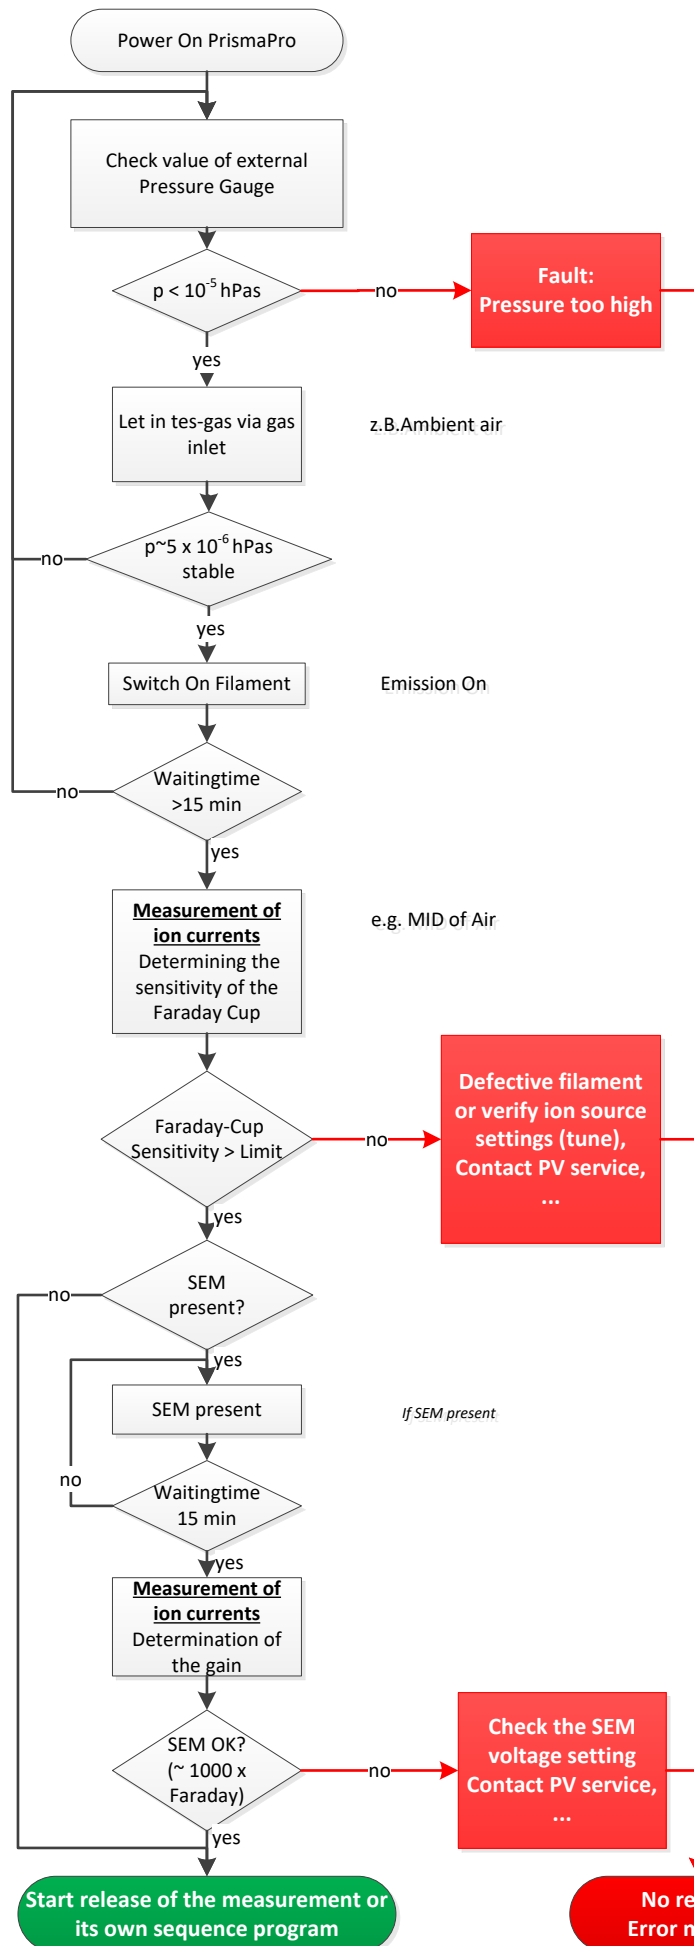 Power On PrismaPro
Check value of external
Pressure Gauge
p < 10⁻⁵ hPas
no
Fault:
Pressure too high
yes
Let in tes-gas via gas
inlet
z.B.Ambient air
p~5 x 10⁻⁶ hPas
stable
no
yes
Switch On Filament
Emission On
Waitingtime
>15 min
no
yes
Measurement of
ion currents
Determining the
sensitivity of the
Faraday Cup
e.g. MID of Air
Faraday-Cup
Sensitivity > Limit
no
Defective filament
or verify ion source
settings (tune),
Contact PV service,
...
yes
SEM
present?
no
yes
SEM present
If SEM present
no
Waitingtime
15 min
yes
Measurement of
ion currents
Determination of
the gain
SEM OK?
(~ 1000 x
Faraday)
no
Check the SEM
voltage setting
Contact PV service,
...
yes
Start release of the measurement or
its own sequence program
No
Error